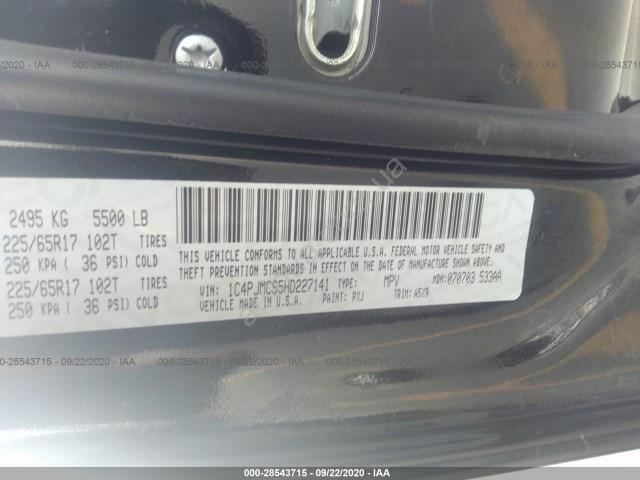 000-28543715 - 09/22/2020 - IAA
2495 KG 5500 LB
225/65R17 102T TIRES
250 KPA ( 36 PSI) COLD
225/65R17 102T TIRES
250 KPA ( 36 PSI) COLD
THIS VEHICLE CONFORMS TO ALL APPLICABLE U.S.A. FEDERAL MOTOR VEHICLE SAFETY AND
THEFT PREVENTION STANDARDS IN EFFECT ON THE DATE OF MANUFACTURE SHOWN ABOVE.
VIN: 1C4PJMCS5HD227141 TYPE: MPV MDH: 070703 533AA
VEHICLE MADE IN U.S.A. PAINT: PXJ TRIM: A5X9
000-28543715 - 09/22/2020 - IAA